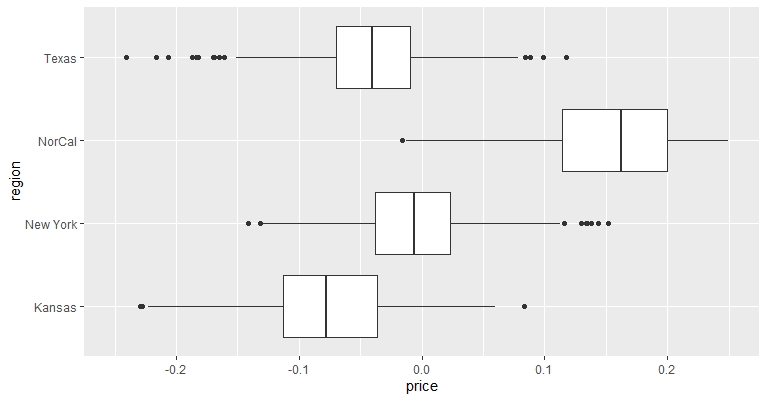 Texas
NorCal
New York
Kansas
region
-0.2
-0.1
0.0
0.1
0.2
price